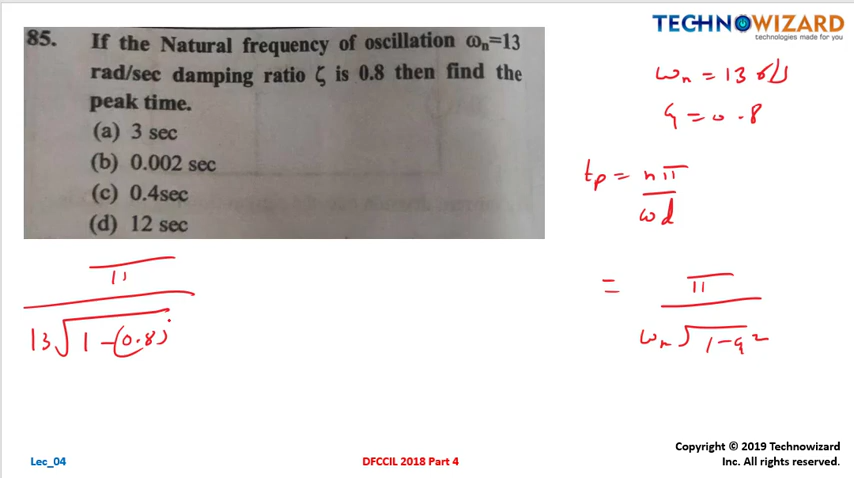 TECHNOWIZARD
technologies made for you
85. If the Natural frequency of oscillation ωn=13
rad/sec damping ratio ζ is 0.8 then find the
peak time.
(a) 3 sec
(b) 0.002 sec
(c) 0.4sec
(d) 12 sec
ωn = 13 r/s
ζ = 0.8
tp = nπ
ωd
= π
ωn√1-ζ²
π
13√1-(0.8)²
Lec_04
DFCCIL 2018 Part 4
Copyright © 2019 Technowizard
Inc. All rights reserved.